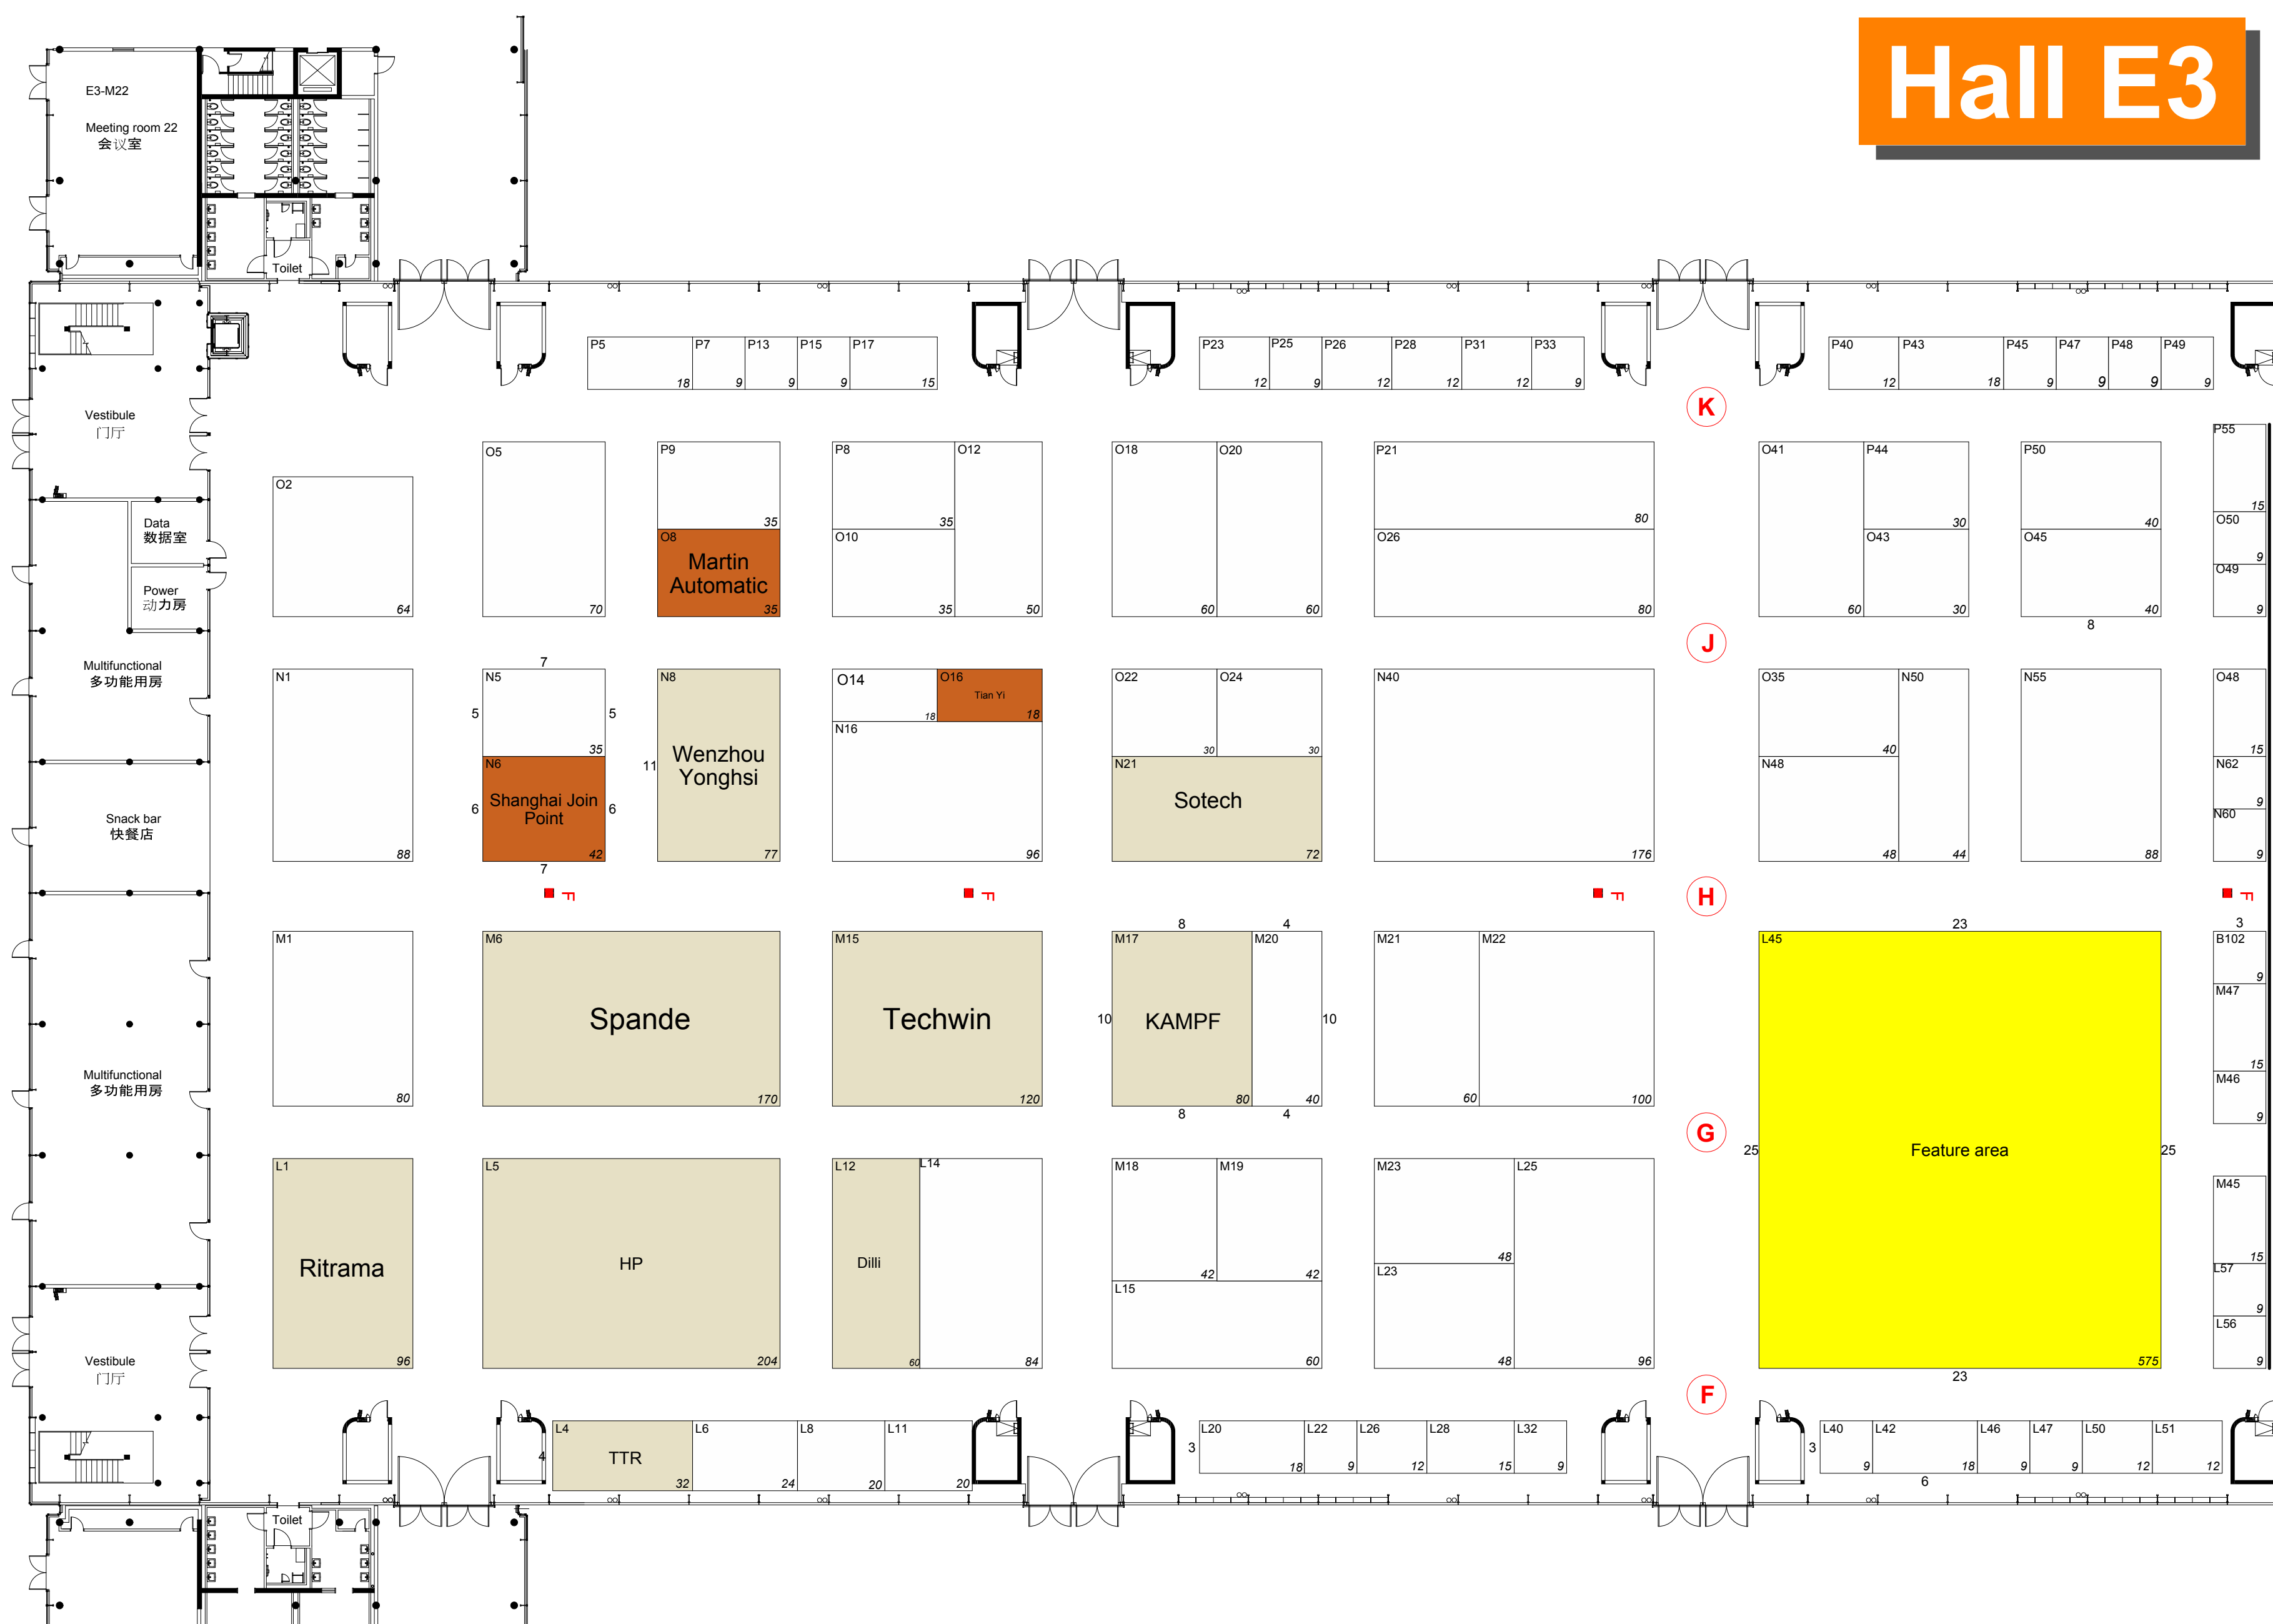 Hall E3
E3-M22
Meeting room 22
会议室
Toilet
P5
P7
P13
P15
P17
18
9
9
9
15
P23
P25
P26
P28
P31
P33
12
9
12
12
12
9
P40
P43
P45
P47
P48
P49
12
18
9
9
9
9
K
Vestibule
门厅
Data
数据室
Power
动力房
O2
64
O5
70
P9
35
O8
Martin
Automatic
35
P8
35
O10
35
O12
50
O18
60
O20
60
P21
80
O26
80
O41
60
P44
30
O43
30
P50
40
O45
40
8
P55
15
O50
9
O49
9
J
Multifunctional
多功能用房
N1
88
7
N5
5
5
35
N6
Shanghai Join
Point
6
6
42
7
N8
Wenzhou
Yonghsi
11
77
O14
18
O16
Tian Yi
18
N16
96
O22
30
O24
30
N21
Sotech
72
N40
176
O35
40
N48
48
N50
44
N55
88
O48
15
N62
9
N60
9
Snack bar
快餐店
F
F
F
H
F
M1
80
M6
Spande
170
M15
Techwin
120
8
4
M17
KAMPF
10
80
8
M20
10
40
4
M21
60
M22
100
23
L45
Feature area
25
25
575
23
3
B102
9
M47
15
M46
9
Multifunctional
多功能用房
G
L1
Ritrama
96
L5
HP
204
L12
Dilli
60
L14
84
M18
42
M19
42
L15
60
M23
48
L23
48
L25
96
M45
15
L57
9
L56
9
Vestibule
门厅
F
L4
4
TTR
32
L6
24
L8
20
L11
20
3
L20
18
L22
9
L26
12
L28
15
L32
9
3
L40
9
L42
18
6
L46
9
L47
9
L50
12
L51
12
Toilet